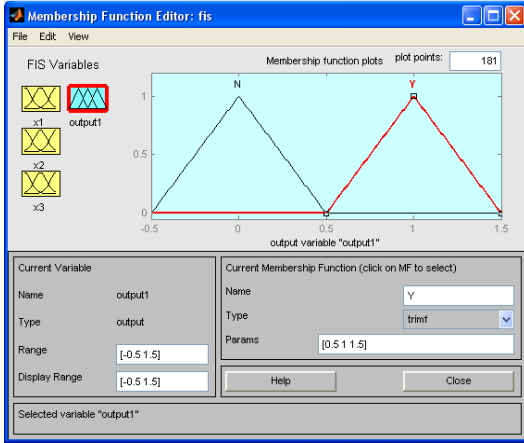 Membership Function Editor: fis
File Edit View
FIS Variables
Membership function plots
plot points:
181
x1
output1
x2
x3
N
Y
1
0.5
0
-0.5
0
0.5
1
1.5
output variable "output1"
Current Variable
Name
output1
Type
output
Range
[-0.5 1.5]
Display Range
[-0.5 1.5]
Current Membership Function (click on MF to select)
Name
Y
Type
trimf
Params
[0.5 1 1.5]
Help
Close
Selected variable "output1"